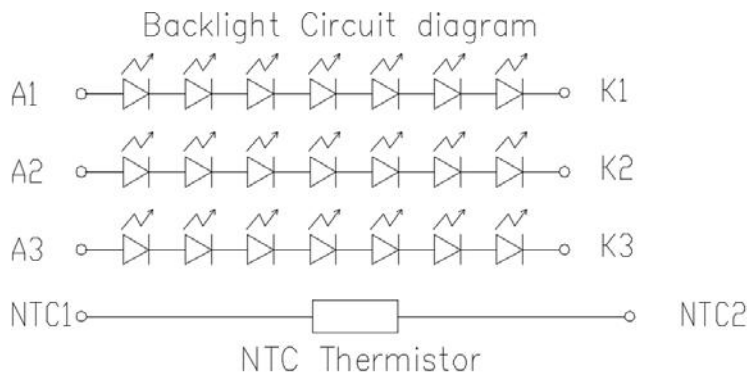 Backlight Circuit diagram
A1 K1
A2 K2
A3 K3
NTC1 NTC2
NTC Thermistor